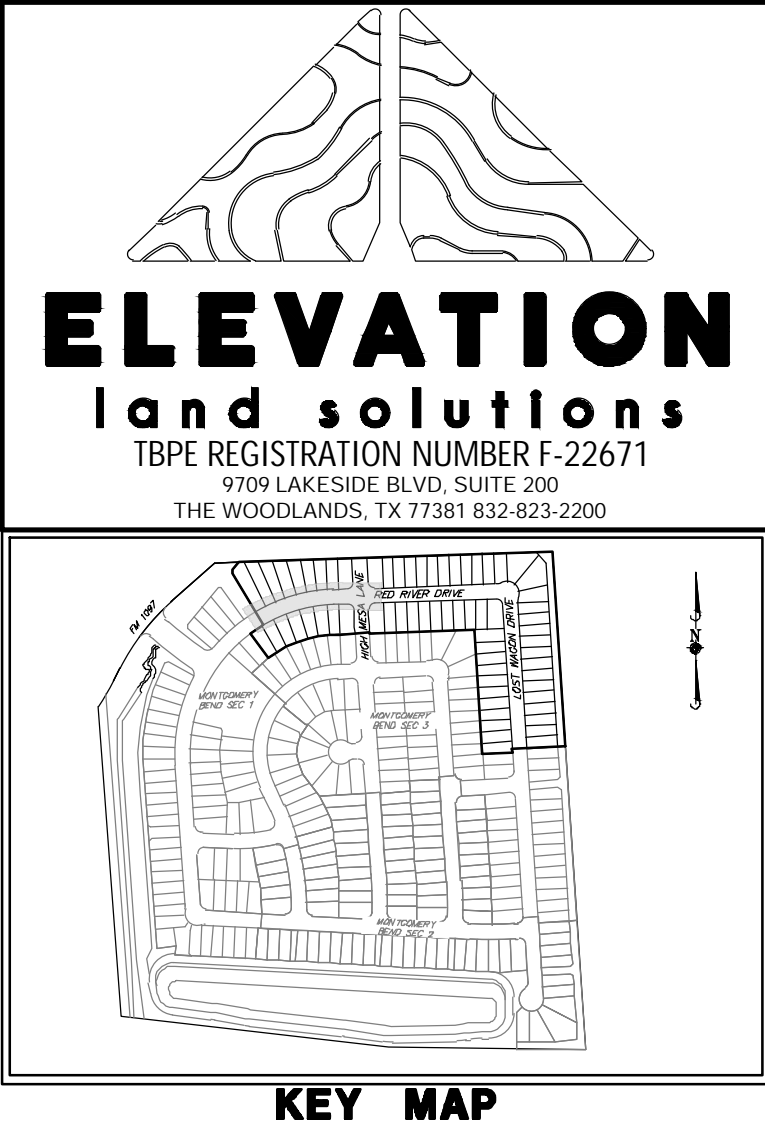 ELEVATION
land solutions
TBPE REGISTRATION NUMBER F-22671
9709 LAKESIDE BLVD, SUITE 200
THE WOODLANDS, TX 77381 832-823-2200
FM 1097
HIGH MESA LANE
RED RIVER DRIVE
LOST WAGON DRIVE
N
MONTGOMERY
BEND SEC 1
MONTGOMERY
BEND SEC 3
MONTGOMERY
BEND SEC 2
KEY MAP